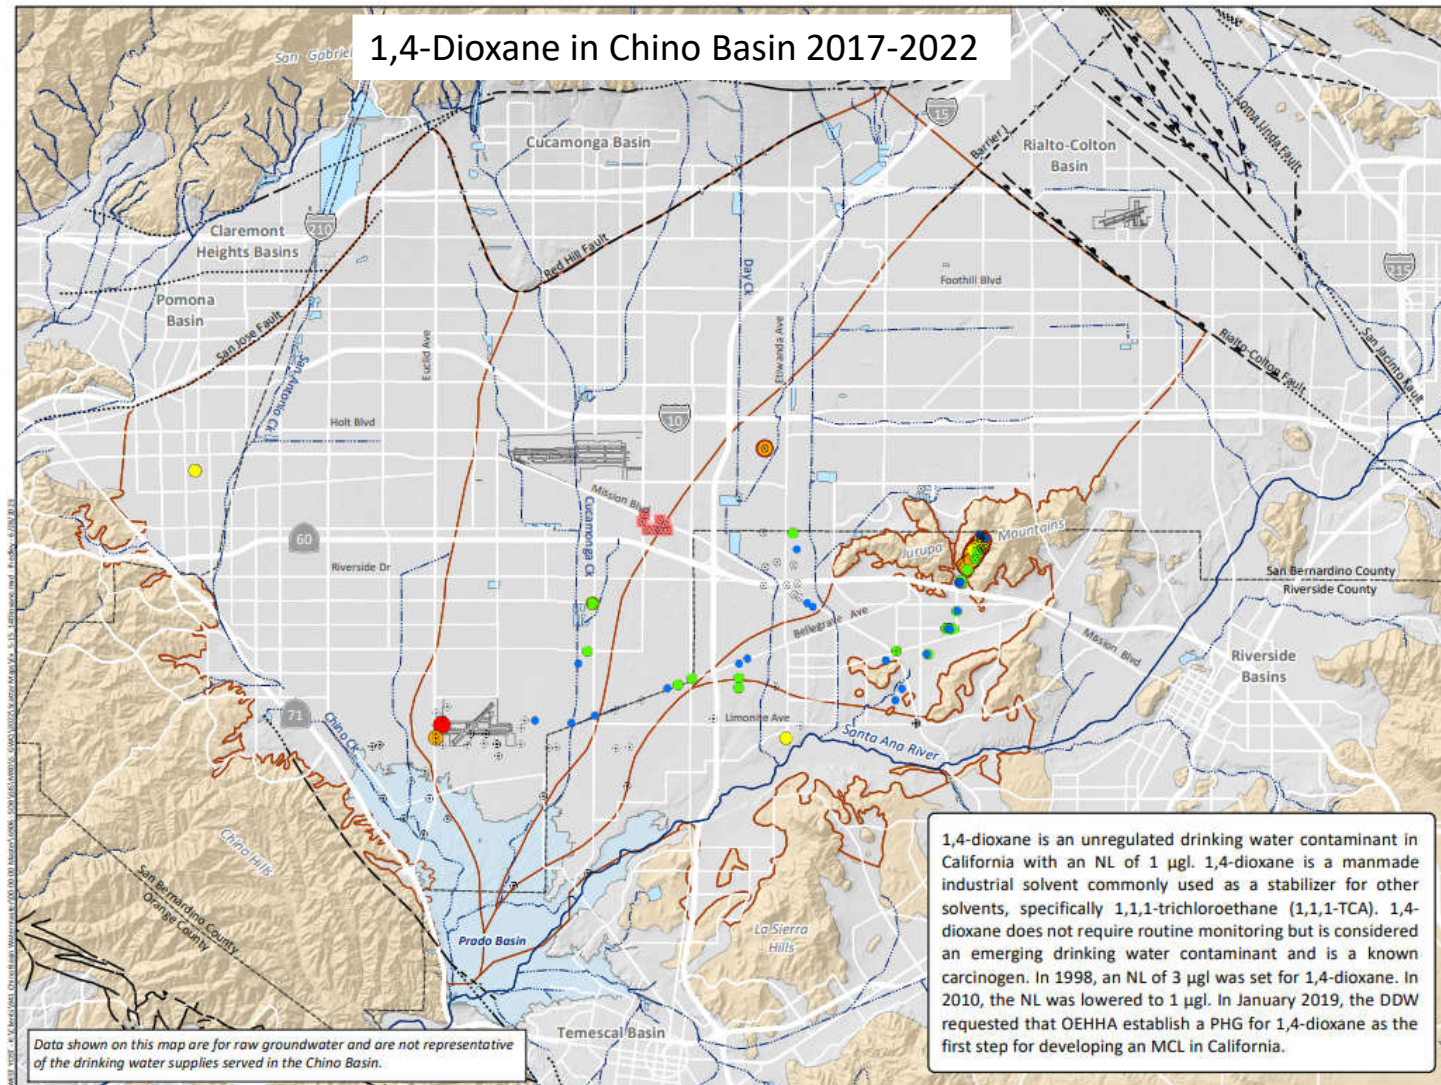 1,4-Dioxane in Chino Basin 2017-2022
San Gabriel
15
Cucamonga Basin
Barrier J
Rialto-Colton
Basin
Loma Linda Fault
210
Claremont
Heights Basins
Red Hill Fault
Day Ck
Foothill Blvd
215
Pomona
Basin
San Jose Fault
San Antonio Ck
Euclid Ave
Etiwanda Ave
Rialto-Colton Fault
San Jacinto Fault
Holt Blvd
10
Mission Blvd
Cucamonga Ck
60
Jurupa
Mountains
Riverside Dr
San Bernardino County
Riverside County
Bellegrave Ave
Mission Blvd
Riverside
Basins
71
Chino Ck
Limonite Ave
Santa Ana River
Chino Hills
San Bernardino County
Orange County
Prado Basin
La Sierra
Hills
Temescal Basin
1,4-dioxane is an unregulated drinking water contaminant in
California with an NL of 1 µgl. 1,4-dioxane is a manmade
industrial solvent commonly used as a stabilizer for other
solvents, specifically 1,1,1-trichloroethane (1,1,1-TCA). 1,4-
dioxane does not require routine monitoring but is considered
an emerging drinking water contaminant and is a known
carcinogen. In 1998, an NL of 3 µgl was set for 1,4-dioxane. In
2010, the NL was lowered to 1 µgl. In January 2019, the DDW
requested that OEHHA establish a PHG for 1,4-dioxane as the
first step for developing an MCL in California.
Data shown on this map are for raw groundwater and are not representative
of the drinking water supplies served in the Chino Basin.